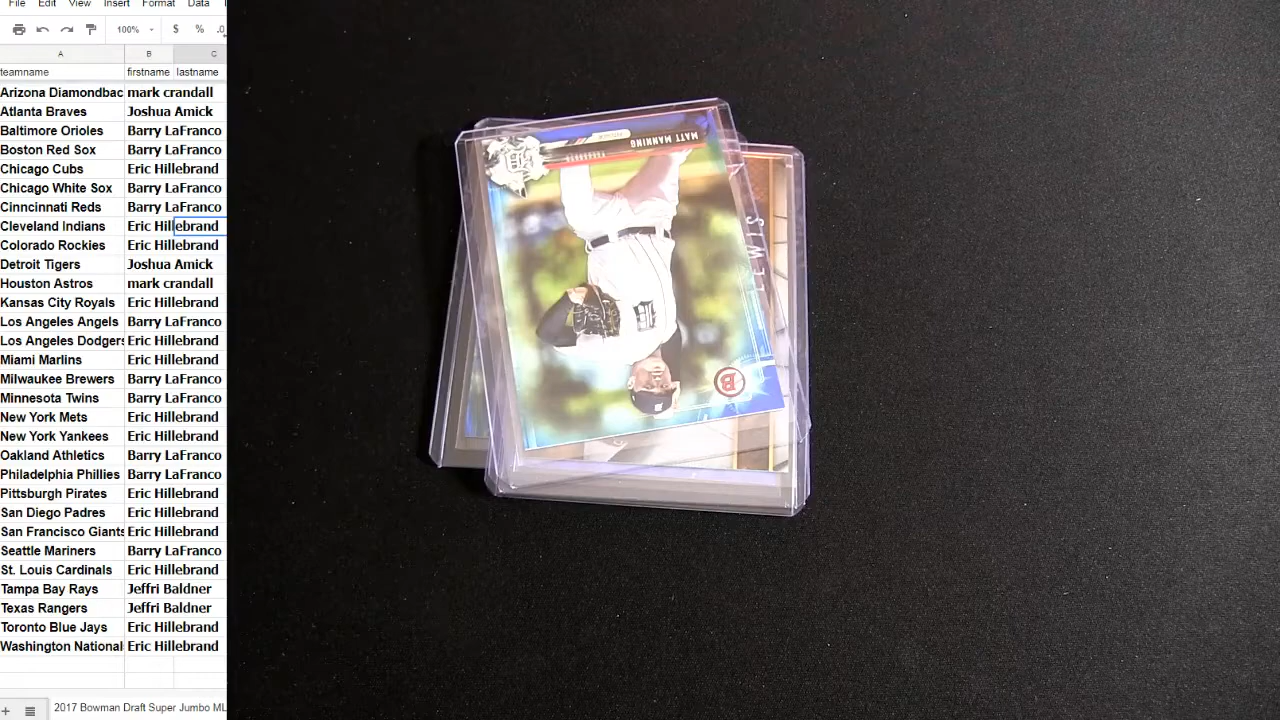 File Edit View Insert Format Data
100% $ % .0
A B C
teamname firstname lastname
Arizona Diamondbac mark crandall
Atlanta Braves Joshua Amick
Baltimore Orioles Barry LaFranco
Boston Red Sox Barry LaFranco
Chicago Cubs Eric Hillebrand
Chicago White Sox Barry LaFranco
Cinncinnati Reds Barry LaFranco
Cleveland Indians Eric Hillebrand
Colorado Rockies Eric Hillebrand
Detroit Tigers Joshua Amick
Houston Astros mark crandall
Kansas City Royals Eric Hillebrand
Los Angeles Angels Barry LaFranco
Los Angeles Dodgers Eric Hillebrand
Miami Marlins Eric Hillebrand
Milwaukee Brewers Barry LaFranco
Minnesota Twins Barry LaFranco
New York Mets Eric Hillebrand
New York Yankees Eric Hillebrand
Oakland Athletics Barry LaFranco
Philadelphia Phillies Barry LaFranco
Pittsburgh Pirates Eric Hillebrand
San Diego Padres Eric Hillebrand
San Francisco Giants Eric Hillebrand
Seattle Mariners Barry LaFranco
St. Louis Cardinals Eric Hillebrand
Tampa Bay Rays Jeffri Baldner
Texas Rangers Jeffri Baldner
Toronto Blue Jays Eric Hillebrand
Washington National Eric Hillebrand
2017 Bowman Draft Super Jumbo ML
MATT MANNING
LEWIS
B